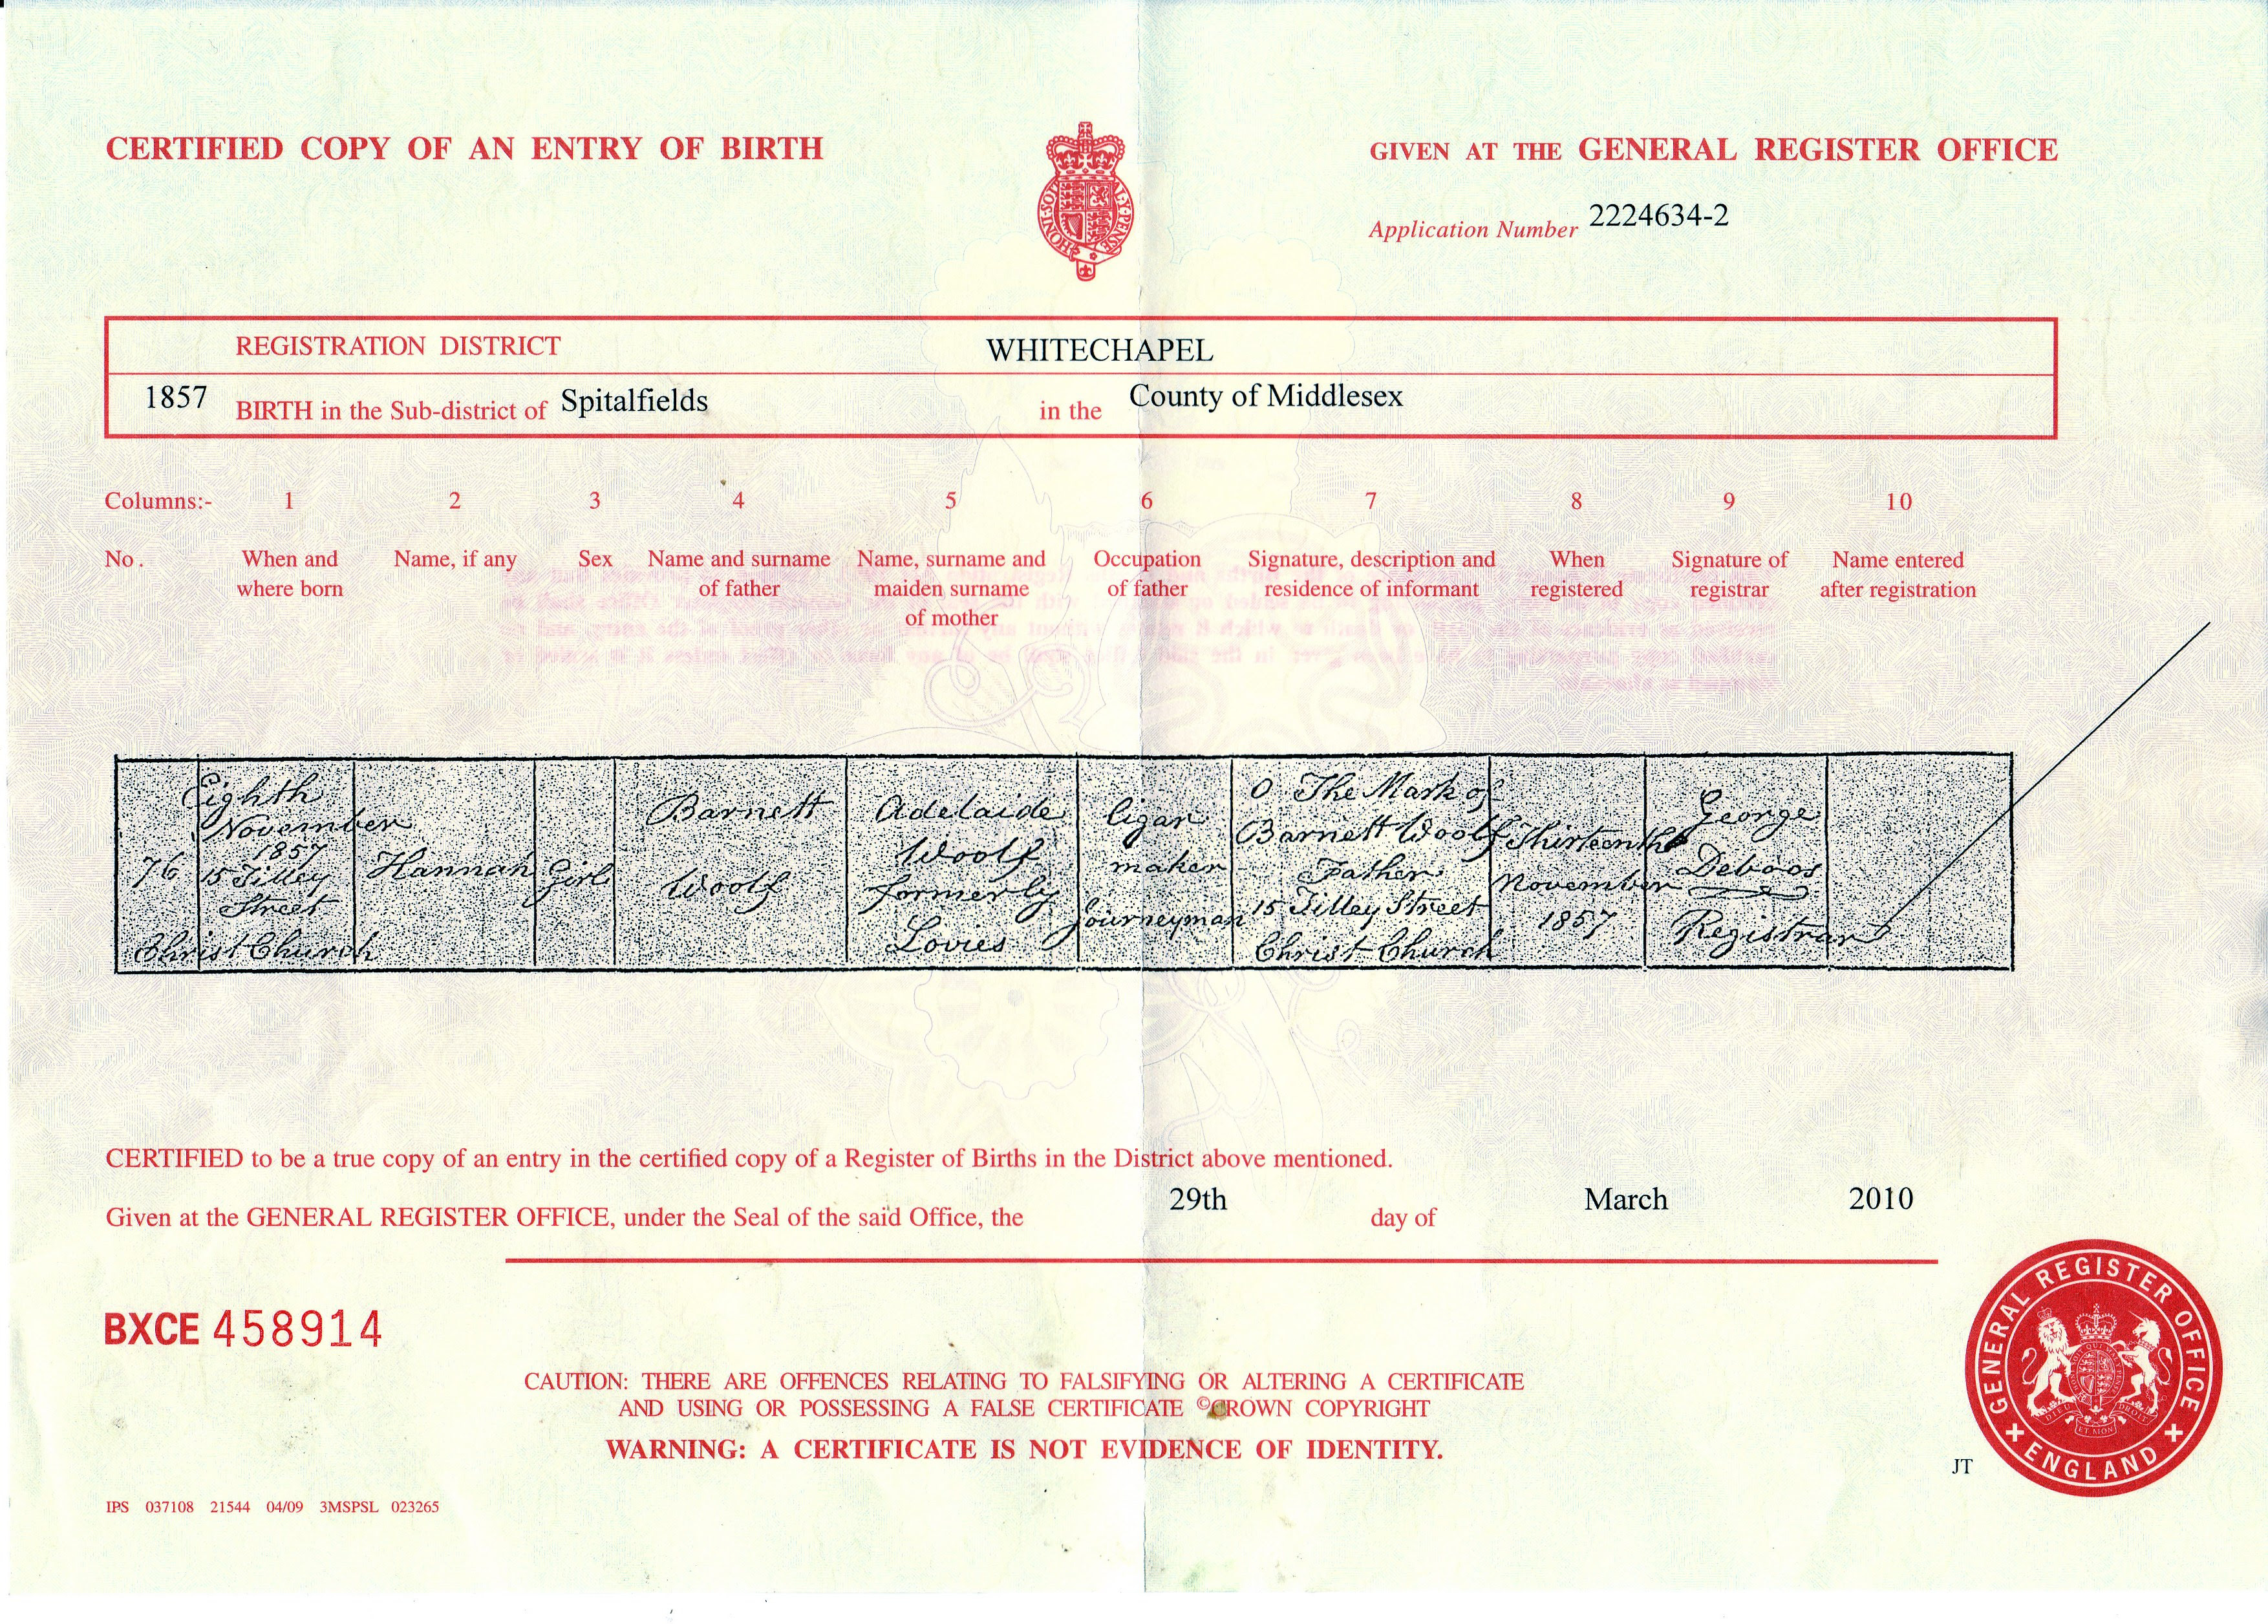 CERTIFIED COPY OF AN ENTRY OF BIRTH
GIVEN AT THE GENERAL REGISTER OFFICE
Application Number 2224634-2
REGISTRATION DISTRICT WHITECHAPEL
1857 BIRTH in the Sub-district of Spitalfields in the County of Middlesex
Columns:- 1 2 3 4 5 6 7 8 9 10
No. When and where born Name, if any Sex Name and surname of father Name, surname and maiden surname of mother Occupation of father Signature, description and residence of informant When registered Signature of registrar Name entered after registration
76
Eighth
November
1857
15 Tilley
Street
Christ Church
Hannah
Girl
Barnett
Woolf
Adelaide
Woolf
formerly
Lovies
Cigar
maker
Journeyman
O The Mark of
Barnett Woolf
Father
15 Tilley Street
Christ Church
Thirteenth
November
1857
George
Deboos
Registrar
CERTIFIED to be a true copy of an entry in the certified copy of a Register of Births in the District above mentioned.
Given at the GENERAL REGISTER OFFICE, under the Seal of the said Office, the 29th day of March 2010
BXCE 458914
CAUTION: THERE ARE OFFENCES RELATING TO FALSIFYING OR ALTERING A CERTIFICATE
AND USING OR POSSESSING A FALSE CERTIFICATE ©CROWN COPYRIGHT
WARNING: A CERTIFICATE IS NOT EVIDENCE OF IDENTITY.
GENERAL REGISTER OFFICE
ENGLAND
JT
IPS 037108 21544 04/09 3MSPSL 023265